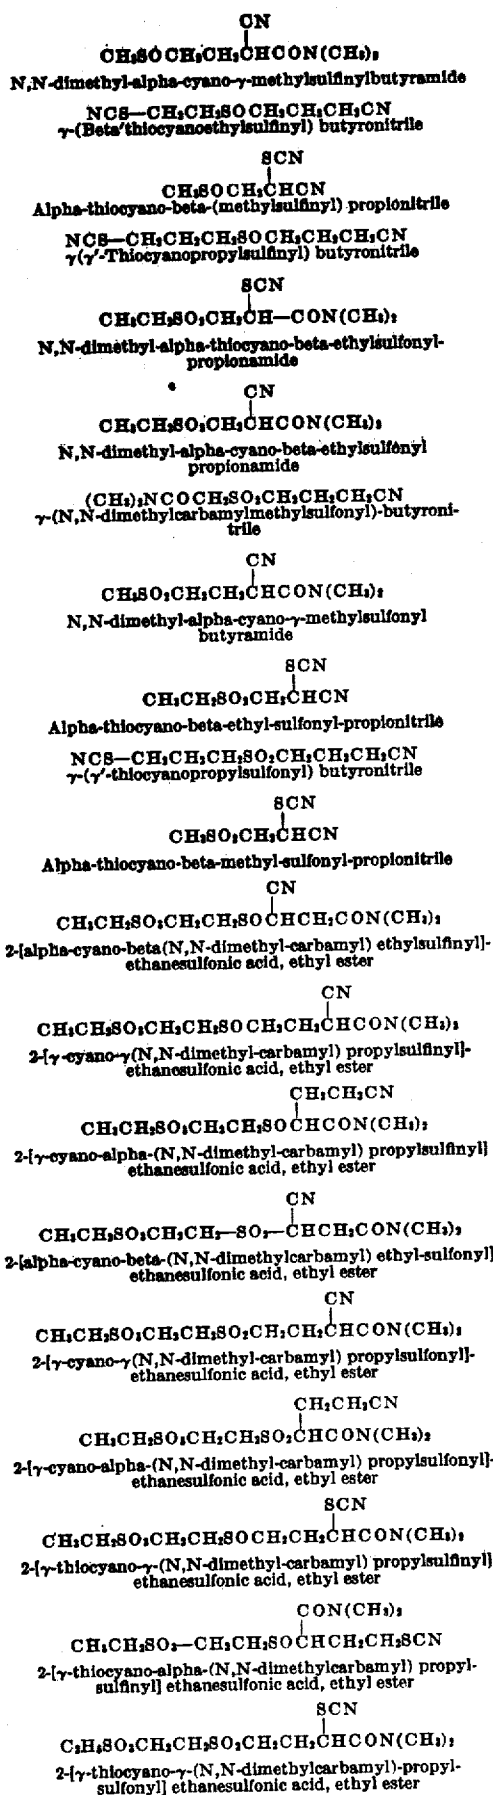 CN
CH₃SOCH₂CH₂CHCON(CH₃)₂
N,N-dimethyl-alpha-cyano-γ-methylsulfinylbutyramide
NCS—CH₂CH₂SOCH₂CH₂CH₂CN
γ-(Beta'thiocyanoethylsulfinyl) butyronitrile
SCN
CH₃SOCH₂CHCN
Alpha-thiocyano-beta-(methylsulfinyl) propionitrile
NCS—CH₂CH₂CH₂SOCH₂CH₂CH₂CN
γ(γ'-Thiocyanopropylsulfinyl) butyronitrile
SCN
CH₃CH₂SO₂CH₂CH—CON(CH₃)₂
N,N-dimethyl-alpha-thiocyano-beta-ethylsulfonyl-
propionamide
CN
CH₃CH₂SO₂CH₂CHCON(CH₃)₂
N,N-dimethyl-alpha-cyano-beta-ethylsulfonyl
propionamide
(CH₃)₂NCOCH₂SO₂CH₂CH₂CH₂CN
γ-(N,N-dimethylcarbamylmethylsulfonyl)-butyroni-
trile
CN
CH₃SO₂CH₂CH₂CHCON(CH₃)₂
N,N-dimethyl-alpha-cyano-γ-methylsulfonyl
butyramide
SCN
CH₃CH₂SO₂CH₂CHCN
Alpha-thiocyano-beta-ethyl-sulfonyl-propionitrile
NCS—CH₂CH₂CH₂SO₂CH₂CH₂CH₂CN
γ-(γ'-thiocyanopropylsulfonyl) butyronitrile
SCN
CH₃SO₂CH₂CHCN
Alpha-thiocyano-beta-methyl-sulfonyl-propionitrile
CN
CH₃CH₂SO₃CH₂CH₂SOCHCH₂CON(CH₃)₂
2-[alpha-cyano-beta(N,N-dimethyl-carbamyl) ethylsulfinyl]-
ethanesulfonic acid, ethyl ester
CN
CH₃CH₂SO₃CH₂CH₂SOCH₂CH₂CHCON(CH₃)₂
2-[γ-cyano-γ(N,N-dimethyl-carbamyl) propylsulfinyl]-
ethanesulfonic acid, ethyl ester
CH₂CH₂CN
CH₃CH₂SO₃CH₂CH₂SOCHCON(CH₃)₂
2-[γ-cyano-alpha-(N,N-dimethyl-carbamyl) propylsulfinyl]
ethanesulfonic acid, ethyl ester
CN
CH₃CH₂SO₃CH₂CH₂—SO₂—CHCH₂CON(CH₃)₂
2-[alpha-cyano-beta-(N,N-dimethylcarbamyl) ethyl-sulfonyl]
ethanesulfonic acid, ethyl ester
CN
CH₃CH₂SO₃CH₂CH₂SO₂CH₂CH₂CHCON(CH₃)₂
2-[γ-cyano-γ(N,N-dimethyl-carbamyl) propylsulfonyl]-
ethanesulfonic acid, ethyl ester
CH₂CH₂CN
CH₃CH₂SO₃CH₂CH₂SO₂CHCON(CH₃)₂
2-[γ-cyano-alpha-(N,N-dimethyl-carbamyl) propylsulfonyl]-
ethanesulfonic acid, ethyl ester
SCN
CH₃CH₂SO₃CH₂CH₂SOCH₂CH₂CHCON(CH₃)₂
2-[γ-thiocyano-γ-(N,N-dimethyl-carbamyl) propylsulfinyl]
ethanesulfonic acid, ethyl ester
CON(CH₃)₂
CH₃CH₂SO₃—CH₂CH₂SOCHCH₂CH₂SCN
2-[γ-thiocyano-alpha-(N,N-dimethylcarbamyl) propyl-
sulfinyl] ethanesulfonic acid, ethyl ester
SCN
C₂H₅SO₃CH₂CH₂SO₂CH₂CH₂CHCON(CH₃)₂
2-[γ-thiocyano-γ-(N,N-dimethylcarbamyl)-propyl-
sulfonyl] ethanesulfonic acid, ethyl ester